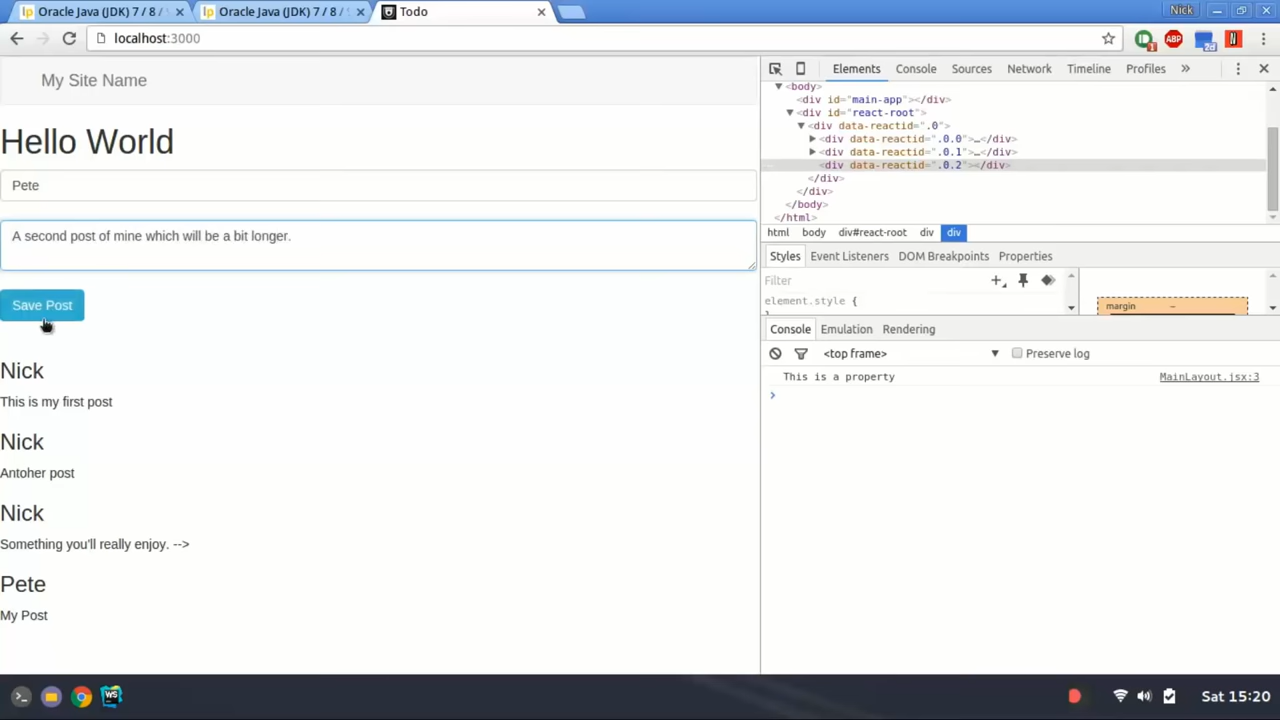 Oracle Java (JDK) 7 / 8 /
Oracle Java (JDK) 7 / 8 /
Todo
Nick
localhost:3000
1
ABP
2d
My Site Name
Hello World
Pete
A second post of mine which will be a bit longer.
Save Post
Nick
This is my first post
Nick
Antoher post
Nick
Something you'll really enjoy. -->
Pete
My Post
Elements Console Sources Network Timeline Profiles »
<body>
<div id="main-app"></div>
<div id="react-root">
<div data-reactid=".0">
<div data-reactid=".0.0">…</div>
<div data-reactid=".0.1">…</div>
<div data-reactid=".0.2"></div>
</div>
</div>
</body>
</html>
html body div#react-root div div
Styles Event Listeners DOM Breakpoints Properties
Filter
element.style {
margin –
Console Emulation Rendering
<top frame> Preserve log
This is a property MainLayout.jsx:3
>
WS
Sat 15:20